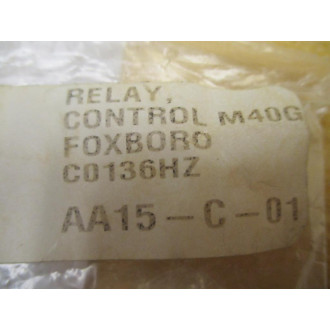 RELAY,
CONTROL M40G
FOXBORO
C0136HZ
AA15-C-01